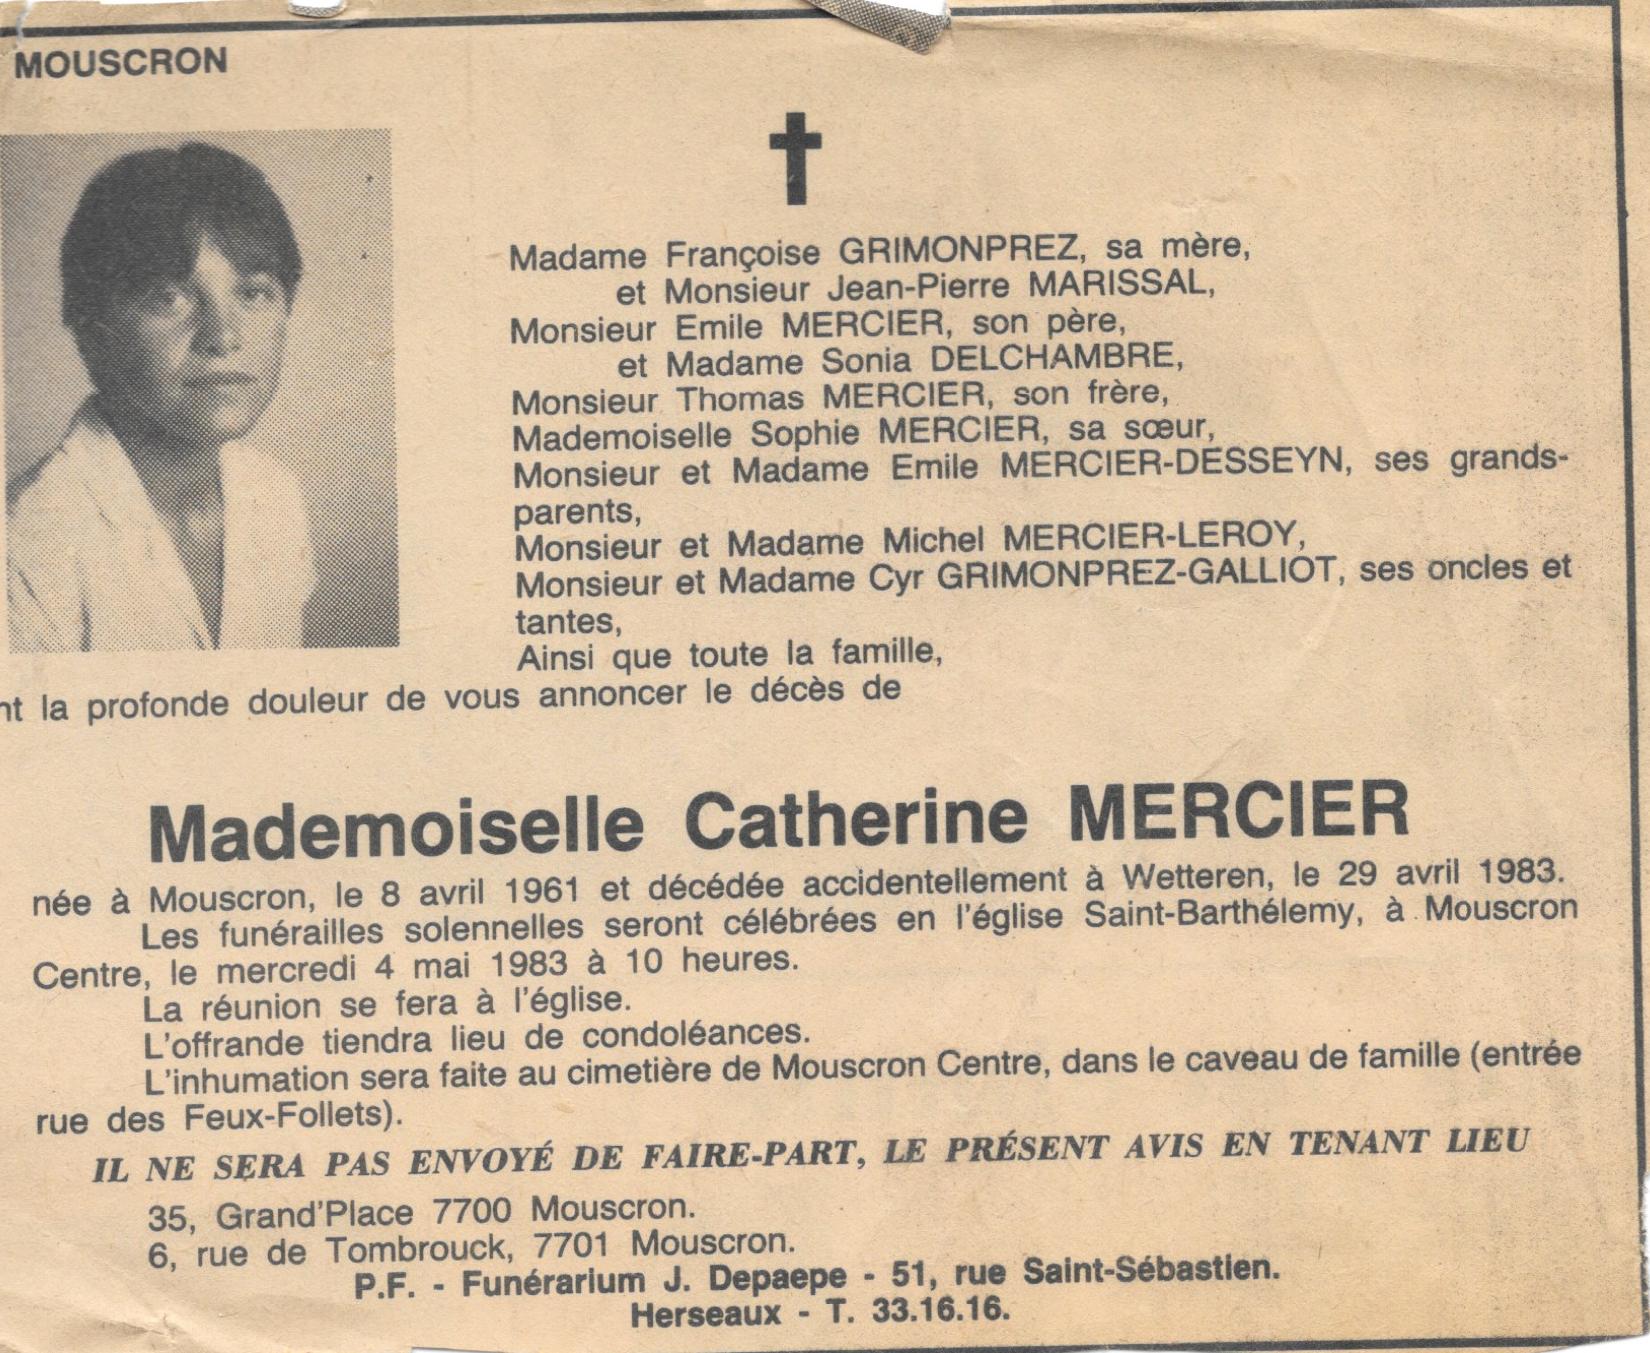 MOUSCRON
Madame Françoise GRIMONPREZ, sa mère,
et Monsieur Jean-Pierre MARISSAL,
Monsieur Emile MERCIER, son père,
et Madame Sonia DELCHAMBRE,
Monsieur Thomas MERCIER, son frère,
Mademoiselle Sophie MERCIER, sa sœur,
Monsieur et Madame Emile MERCIER-DESSEYN, ses grands-
parents,
Monsieur et Madame Michel MERCIER-LEROY,
Monsieur et Madame Cyr GRIMONPREZ-GALLIOT, ses oncles et
tantes,
Ainsi que toute la famille,
nt la profonde douleur de vous annoncer le décès de
Mademoiselle Catherine MERCIER
née à Mouscron, le 8 avril 1961 et décédée accidentellement à Wetteren, le 29 avril 1983.
Les funérailles solennelles seront célébrées en l'église Saint-Barthélemy, à Mouscron
Centre, le mercredi 4 mai 1983 à 10 heures.
La réunion se fera à l'église.
L'offrande tiendra lieu de condoléances.
L'inhumation sera faite au cimetière de Mouscron Centre, dans le caveau de famille (entrée
rue des Feux-Follets).
IL NE SERA PAS ENVOYÉ DE FAIRE-PART, LE PRÉSENT AVIS EN TENANT LIEU
35, Grand'Place 7700 Mouscron.
6, rue de Tombrouck, 7701 Mouscron.
P.F. - Funérarium J. Depaepe - 51, rue Saint-Sébastien.
Herseaux - T. 33.16.16.